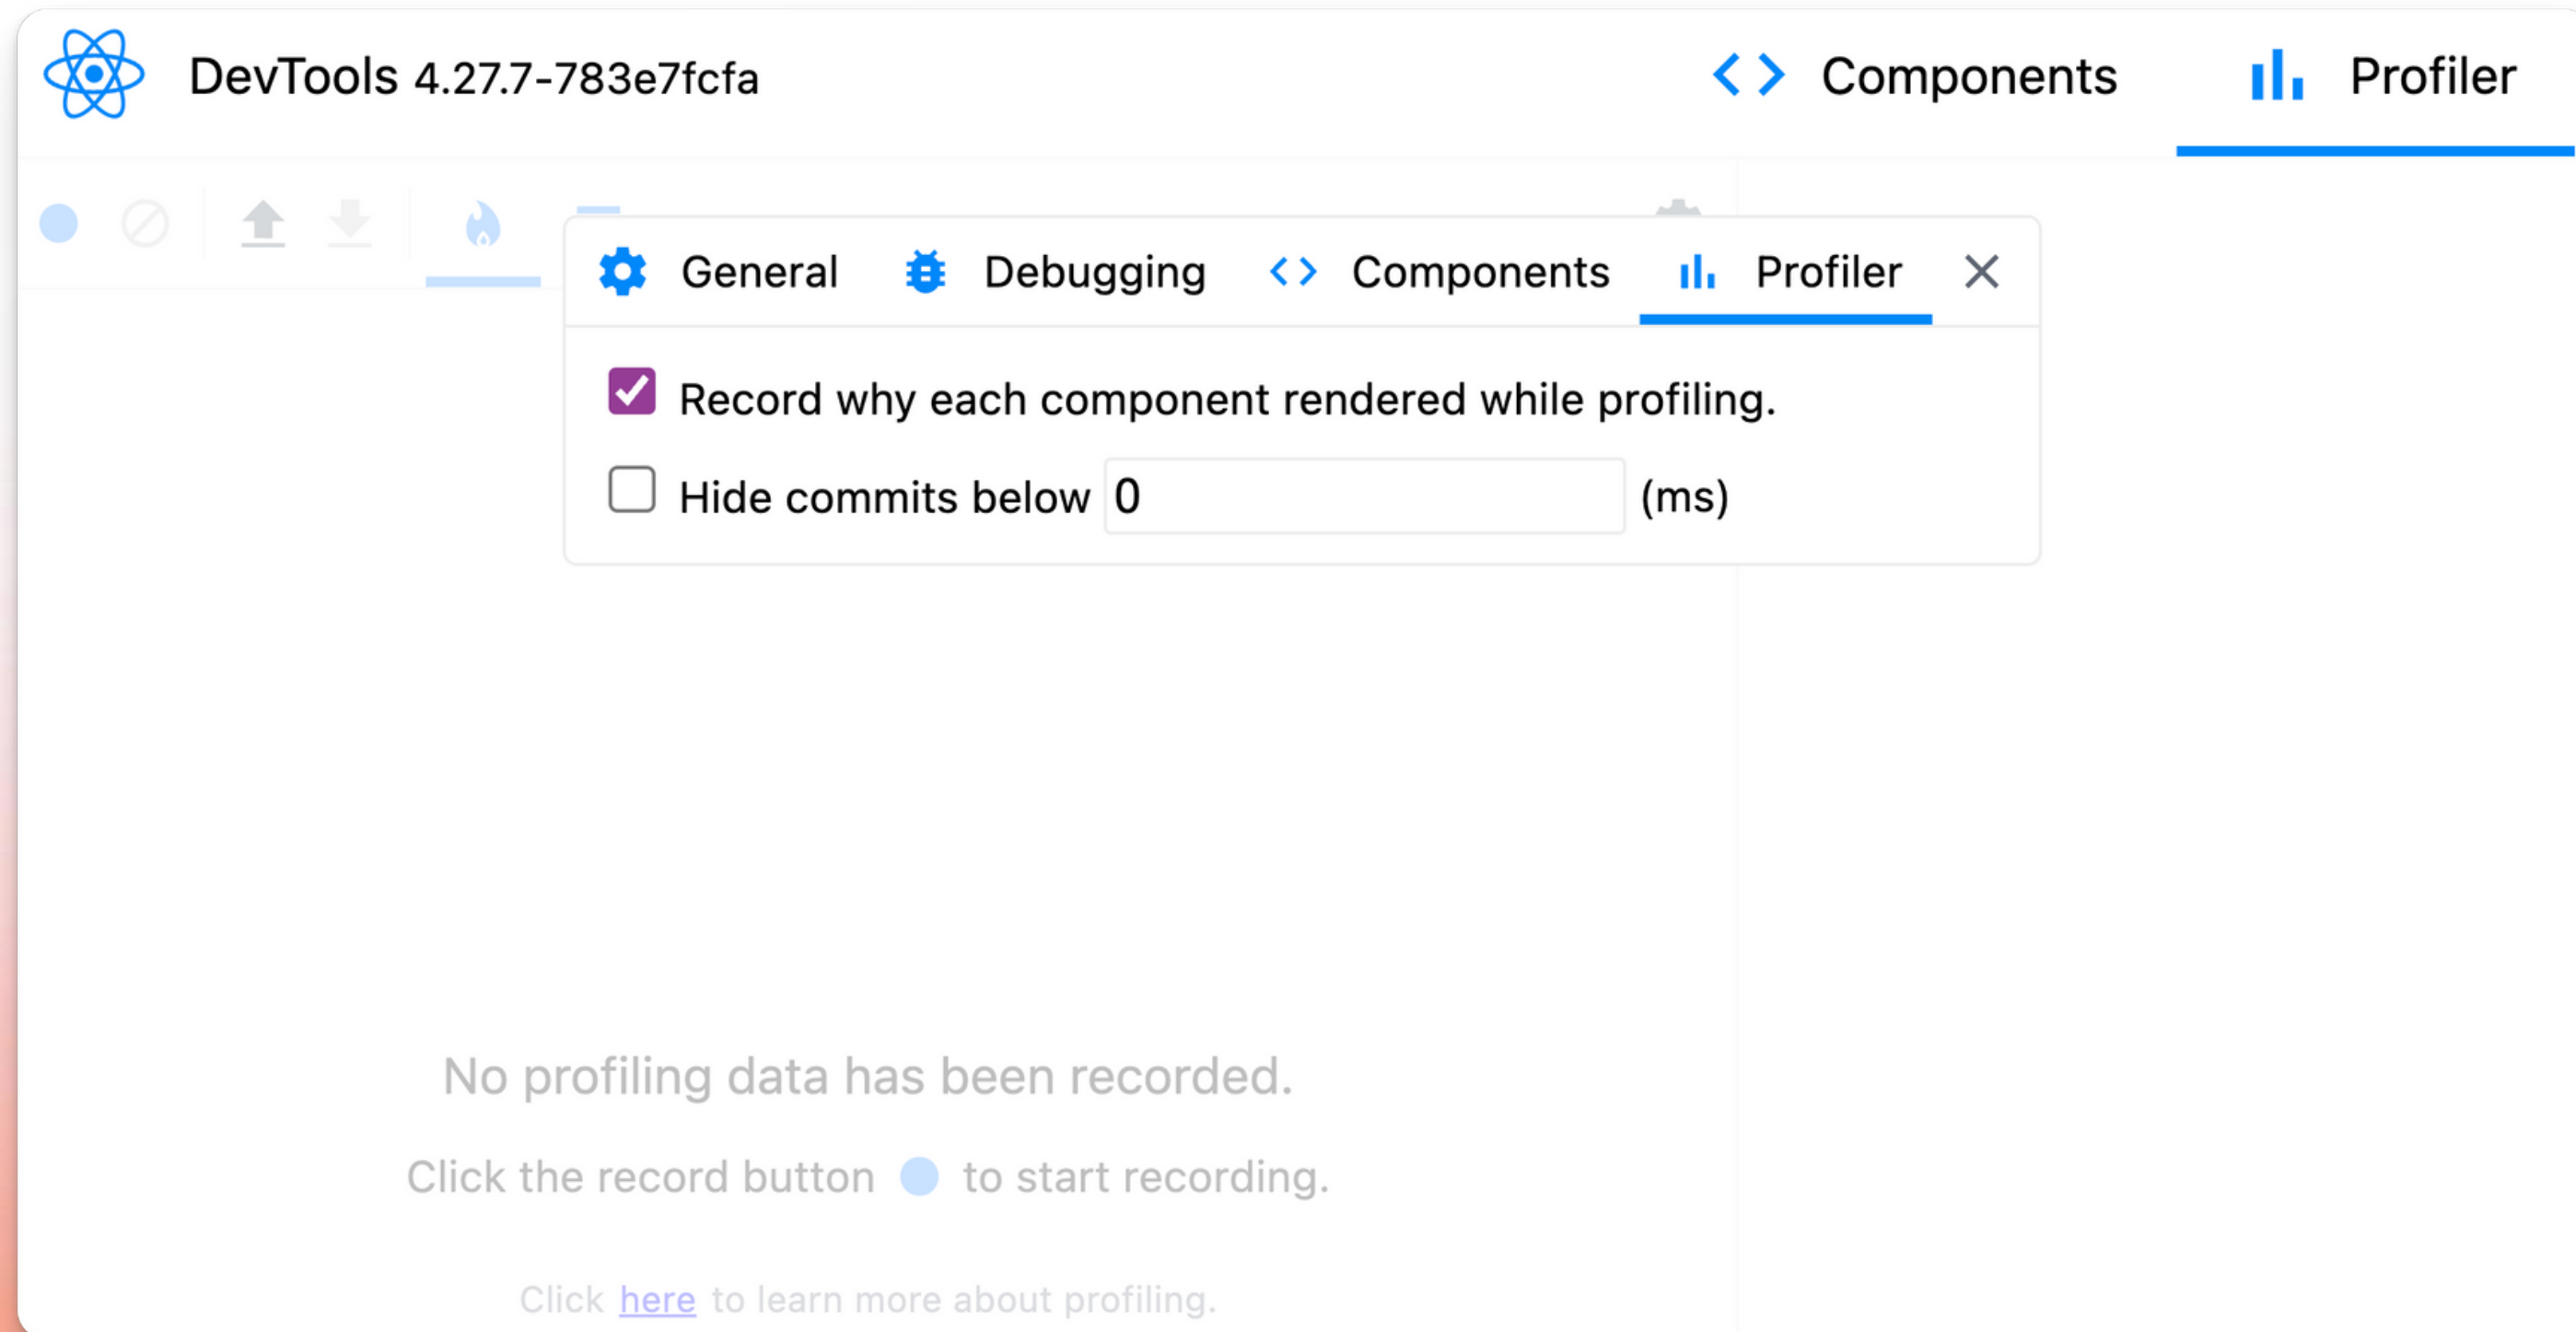 DevTools 4.27.7-783e7fcfa Components Profiler
General Debugging Components Profiler
Record why each component rendered while profiling.
Hide commits below 0 (ms)
No profiling data has been recorded.
Click the record button to start recording.
Click here to learn more about profiling.